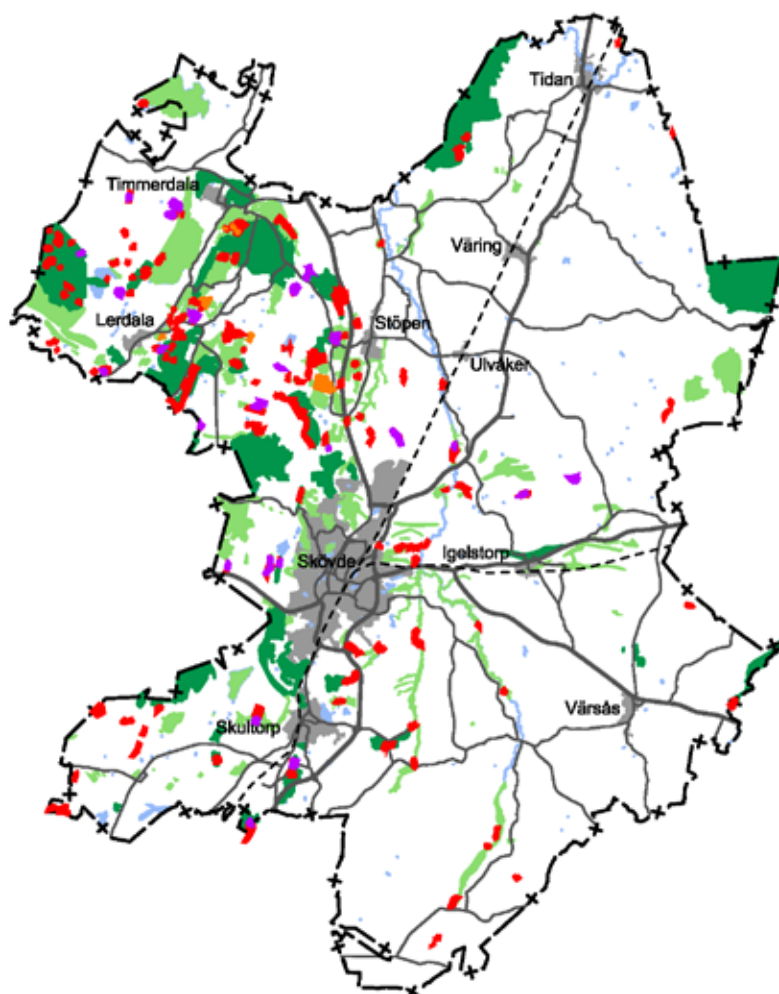 Tidan
Timmerdala
Väring
Lerdala
Stöpen
Ulvåker
Igelstorp
Skövde
Värsås
Skultorp